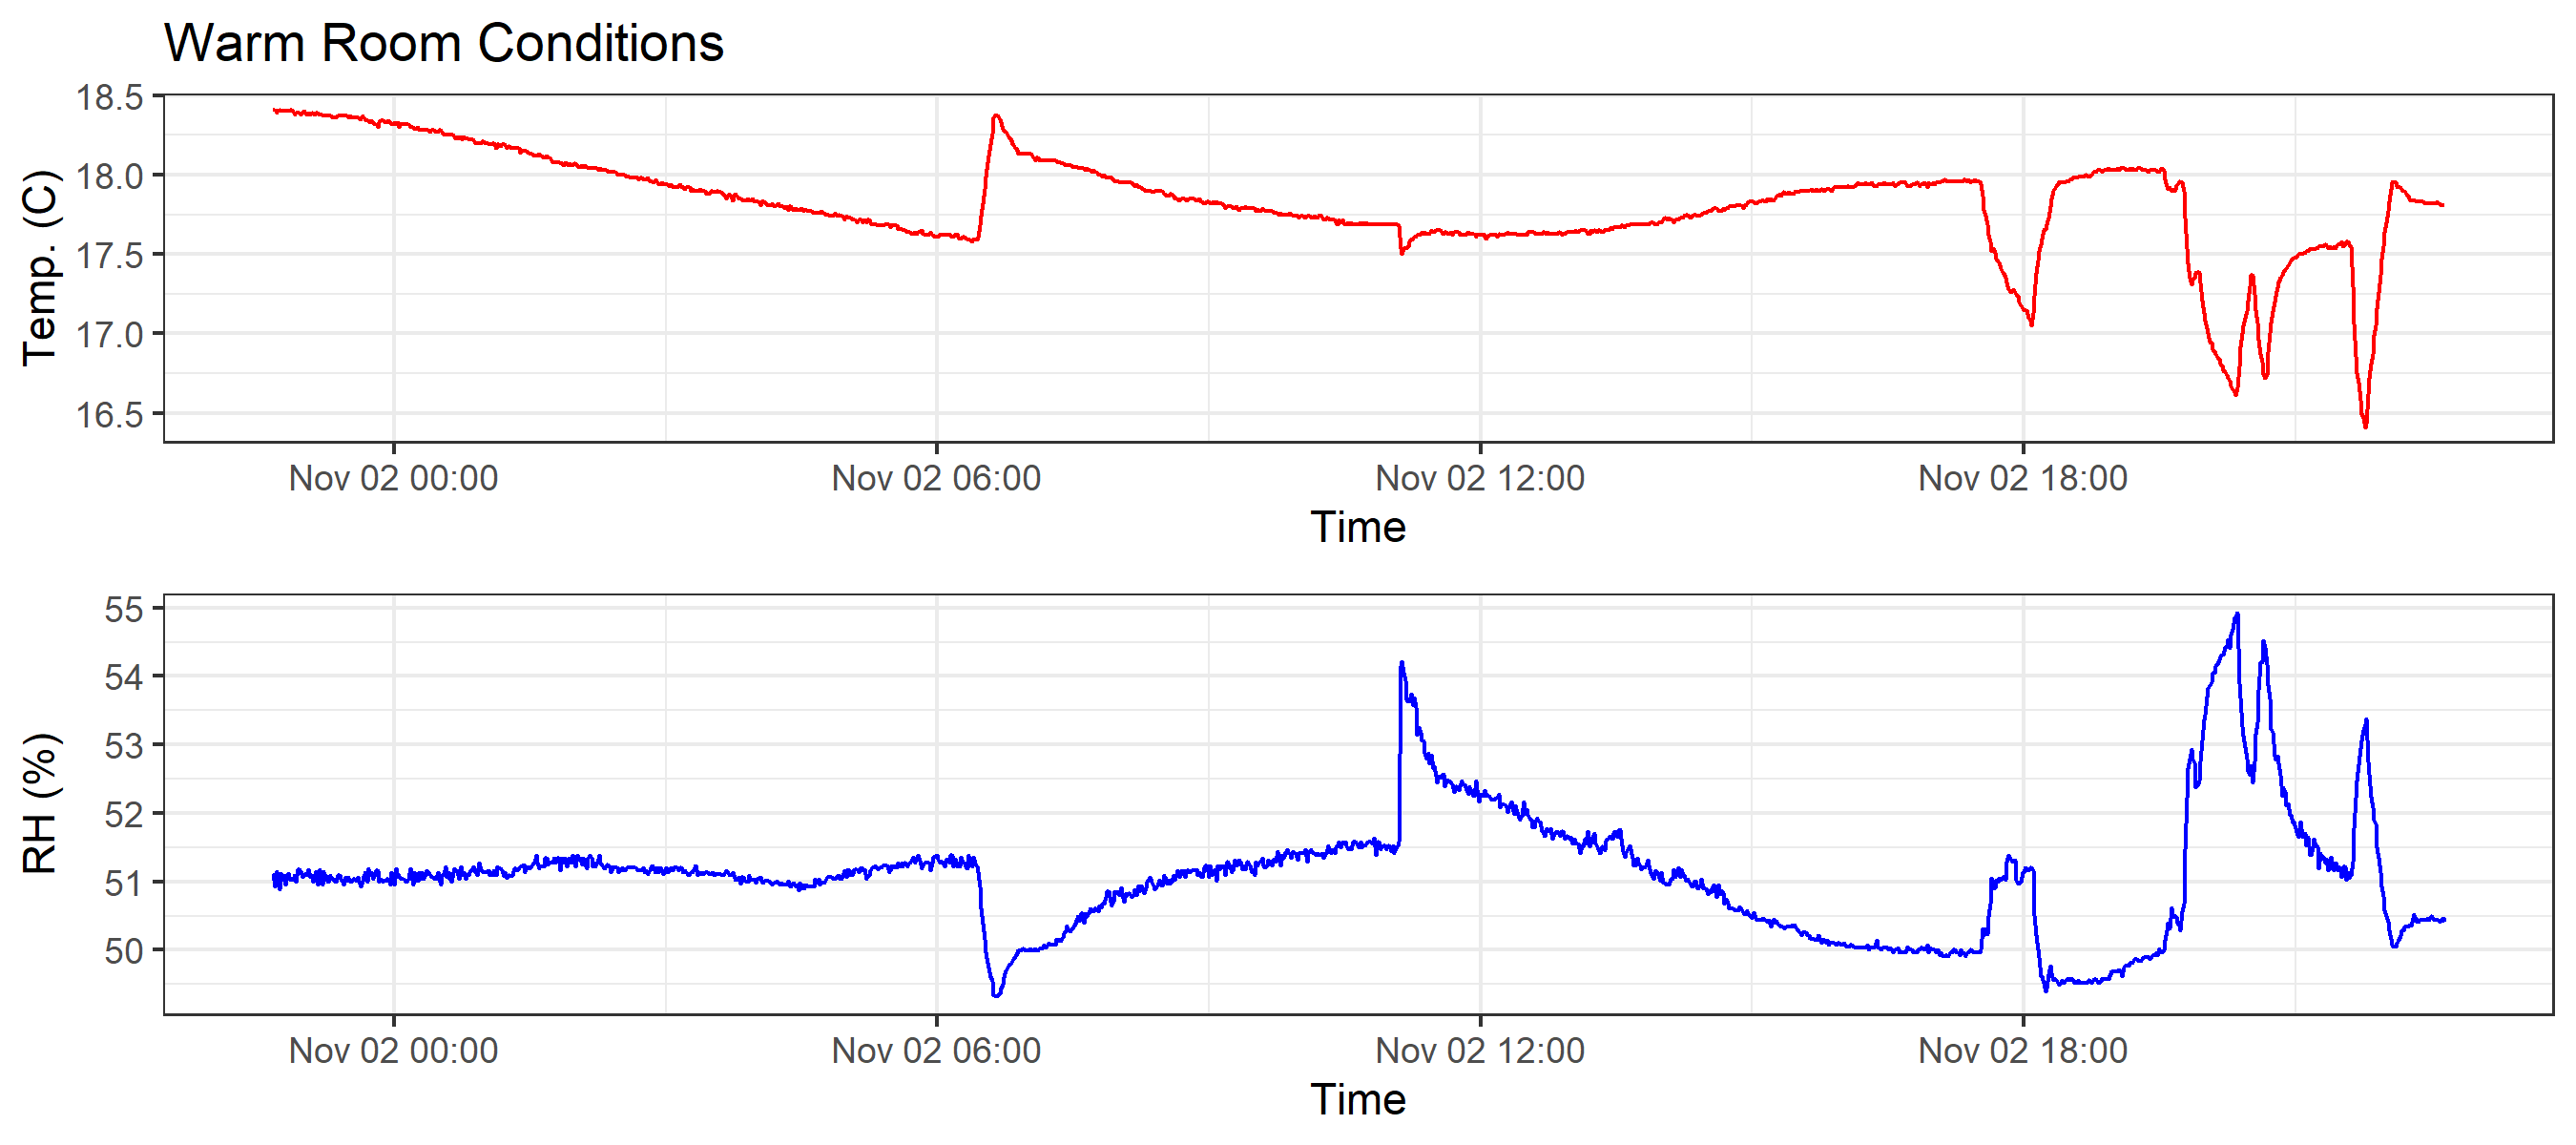 Warm Room Conditions
Temp. (C)
18.5
18.0
17.5
17.0
16.5
Nov 02 00:00 Nov 02 06:00 Nov 02 12:00 Nov 02 18:00
Time
RH (%)
55
54
53
52
51
50
Nov 02 00:00 Nov 02 06:00 Nov 02 12:00 Nov 02 18:00
Time